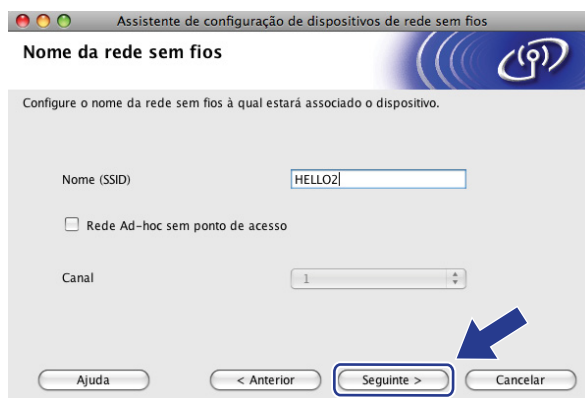 Assistente de configuração de dispositivos de rede sem fios
Nome da rede sem fios
Configure o nome da rede sem fios à qual estará associado o dispositivo.
Nome (SSID) HELLO2
Rede Ad-hoc sem ponto de acesso
Canal 1
Ajuda < Anterior Seguinte > Cancelar